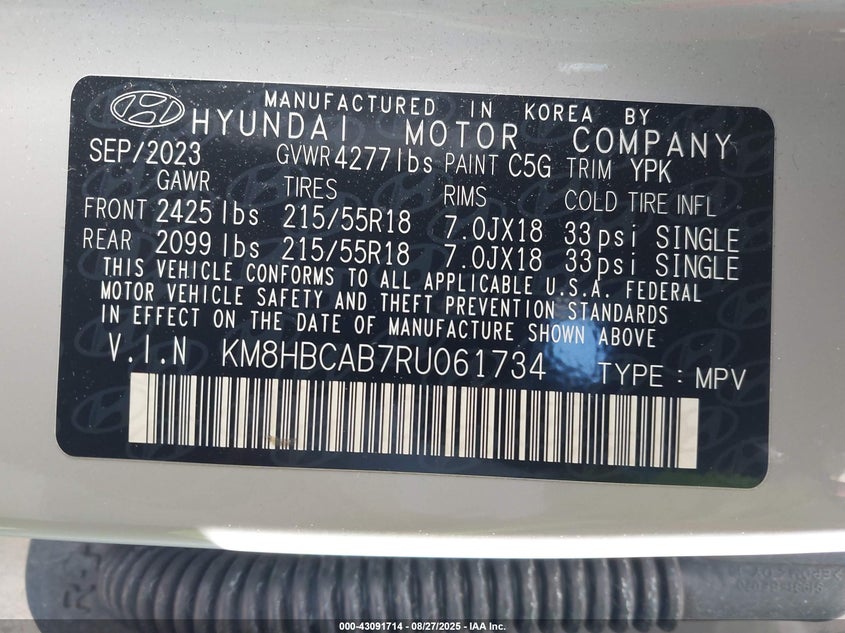 MANUFACTURED IN KOREA BY
HYUNDAI MOTOR COMPANY
SEP/2023 GVWR 4277lbs PAINT C5G TRIM YPK
GAWR TIRES RIMS COLD TIRE INFL
FRONT 2425lbs 215/55R18 7.0JX18 33psi SINGLE
REAR 2099lbs 215/55R18 7.0JX18 33psi SINGLE
THIS VEHICLE CONFORMS TO ALL APPLICABLE U.S.A. FEDERAL
MOTOR VEHICLE SAFETY AND THEFT PREVENTION STANDARDS
IN EFFECT ON THE DATE OF MANUFACTURE SHOWN ABOVE
V.I.N KM8HBCAB7RU061734 TYPE : MPV
000-43091714 - 08/27/2025 - IAA Inc.